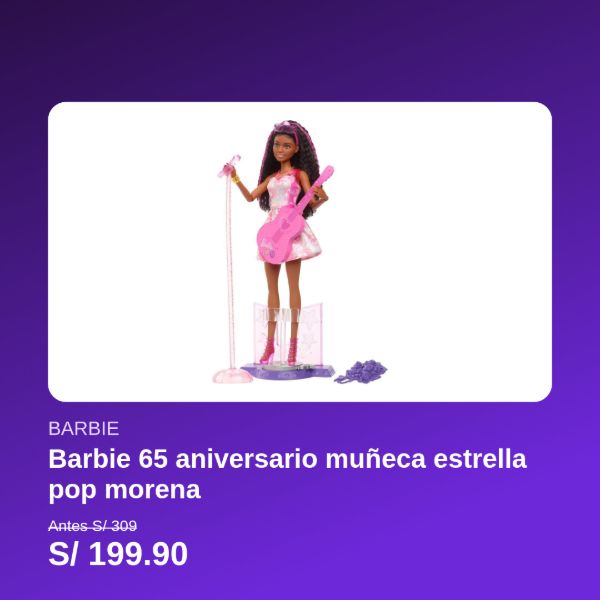 BARBIE
Barbie 65 aniversario muñeca estrella
pop morena
Antes S/ 309
S/ 199.90